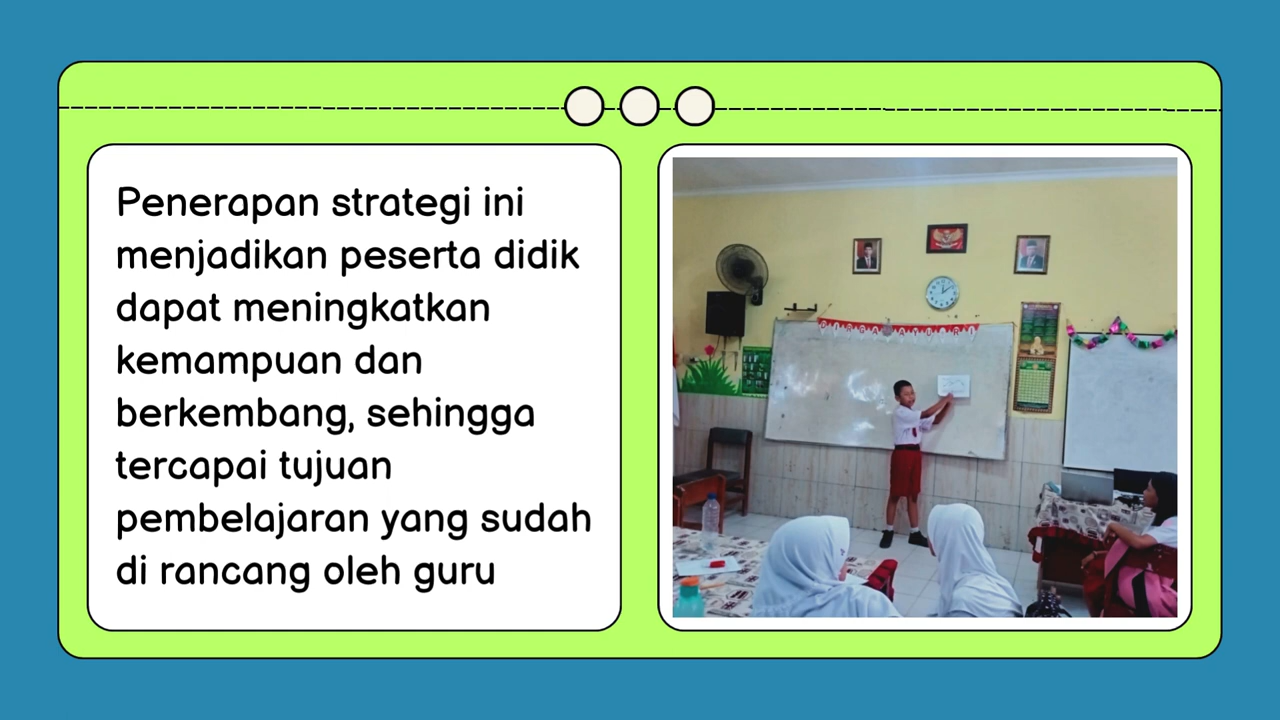 Penerapan strategi ini
menjadikan peserta didik
dapat meningkatkan
kemampuan dan
berkembang, sehingga
tercapai tujuan
pembelajaran yang sudah
di rancang oleh guru